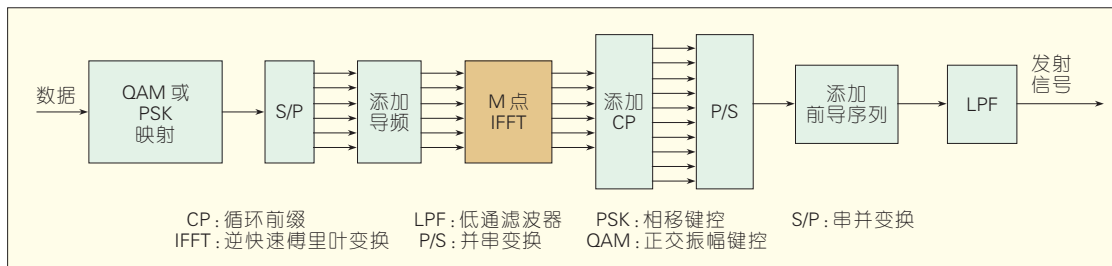 数据
QAM 或
PSK
映射
S/P
添加
导频
M 点
IFFT
添加
CP
P/S
添加
前导序列
LPF
发射
信号
CP：循环前缀 LPF：低通滤波器 PSK：相移键控 S/P：串并变换
IFFT：逆快速傅里叶变换 P/S：并串变换 QAM：正交振幅键控